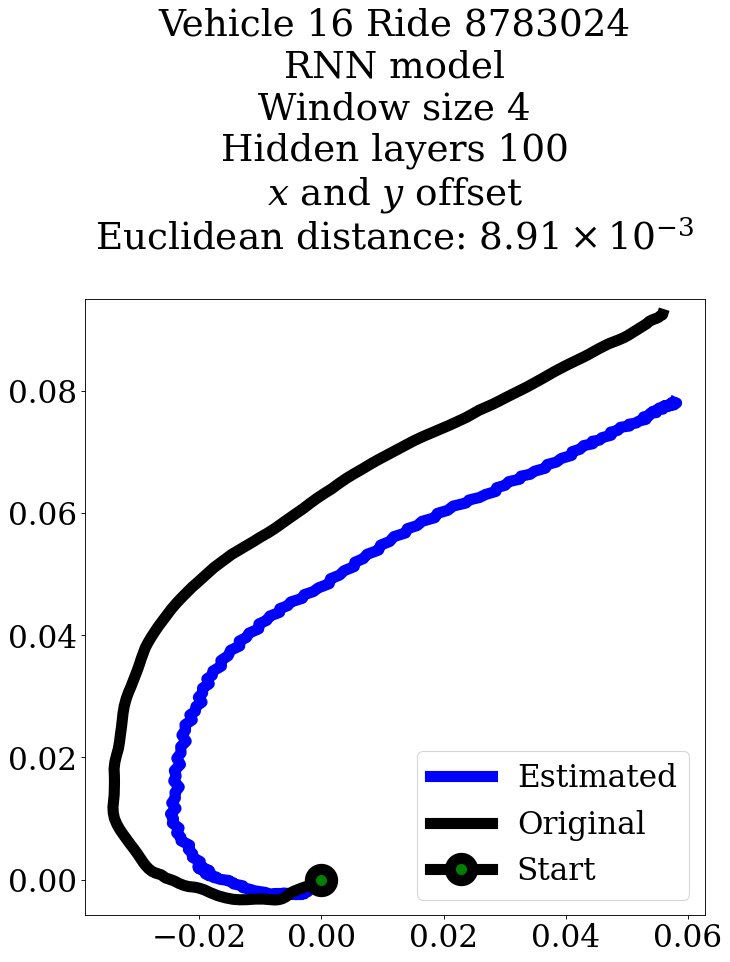 Vehicle 16 Ride 8783024
RNN model
Window size 4
Hidden layers 100
x and y offset
Euclidean distance: 8.91 × 10⁻³
0.08
0.06
0.04
0.02
0.00
Estimated
Original
Start
−0.02 0.00 0.02 0.04 0.06